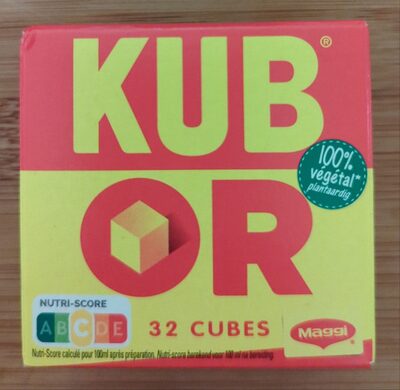 KUB®
OR
100%
végétal*
plantaardig
NUTRI-SCORE
A B C D E
32 CUBES
Maggi®
Nutri-Score calculé pour 100ml après préparation. Nutri-score berekend voor 100 ml na bereiding.